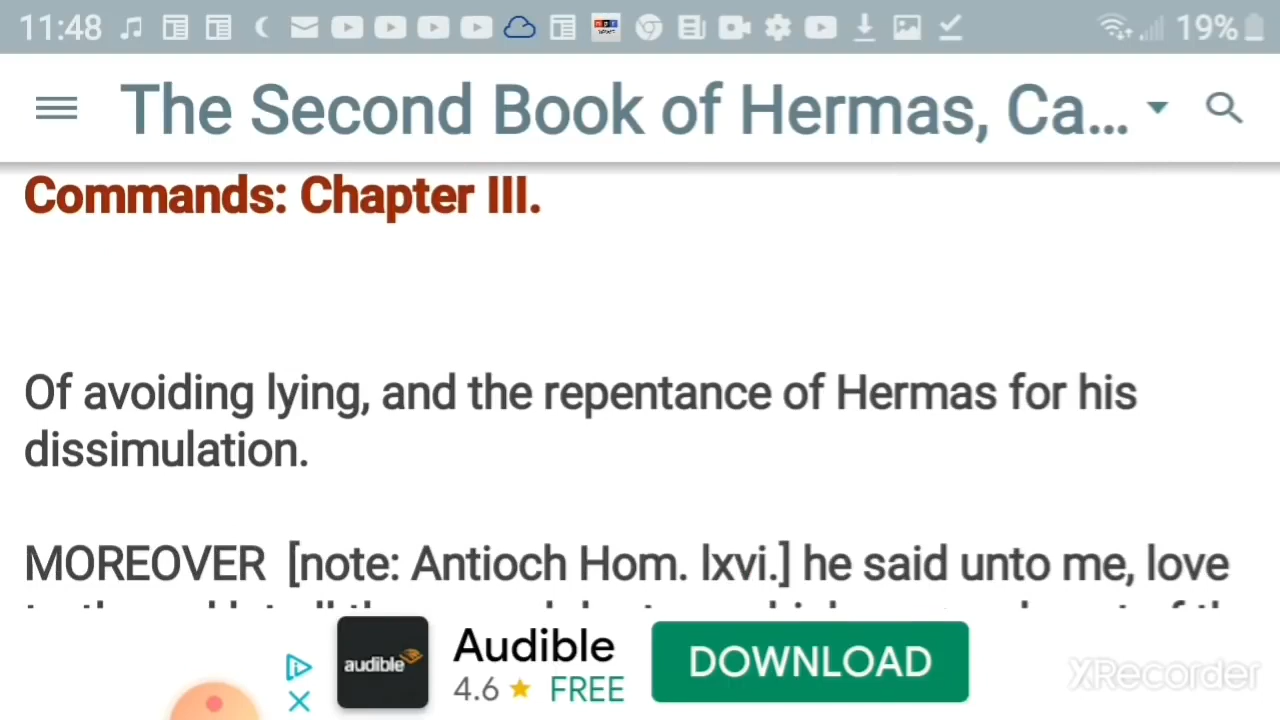 11:48
19%
The Second Book of Hermas, Ca...
Commands: Chapter III.
Of avoiding lying, and the repentance of Hermas for his
dissimulation.
MOREOVER [note: Antioch Hom. lxvi.] he said unto me, love
audible
Audible
4.6 FREE
DOWNLOAD
XRecorder